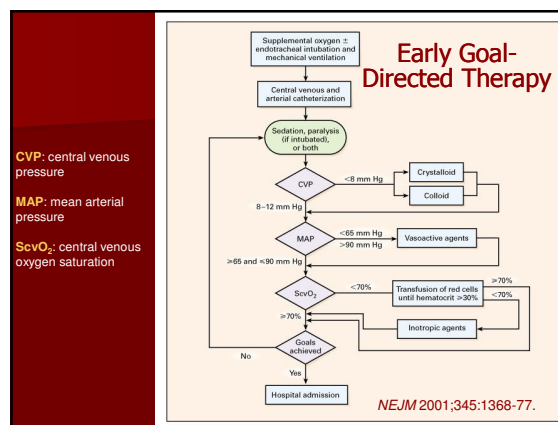 Early Goal-
Directed Therapy
CVP: central venous
pressure
MAP: mean arterial
pressure
ScvO₂: central venous
oxygen saturation
Supplemental oxygen ±
endotracheal intubation and
mechanical ventilation
Central venous and
arterial catheterization
Sedation, paralysis
(if intubated),
or both
CVP
<8 mm Hg
Crystalloid
Colloid
8–12 mm Hg
MAP
<65 mm Hg
>90 mm Hg
Vasoactive agents
≥65 and ≤90 mm Hg
ScvO₂
<70%
Transfusion of red cells
until hematocrit ≥30%
≥70%
<70%
≥70%
Inotropic agents
Goals
achieved
No
Yes
Hospital admission
NEJM 2001;345:1368-77.